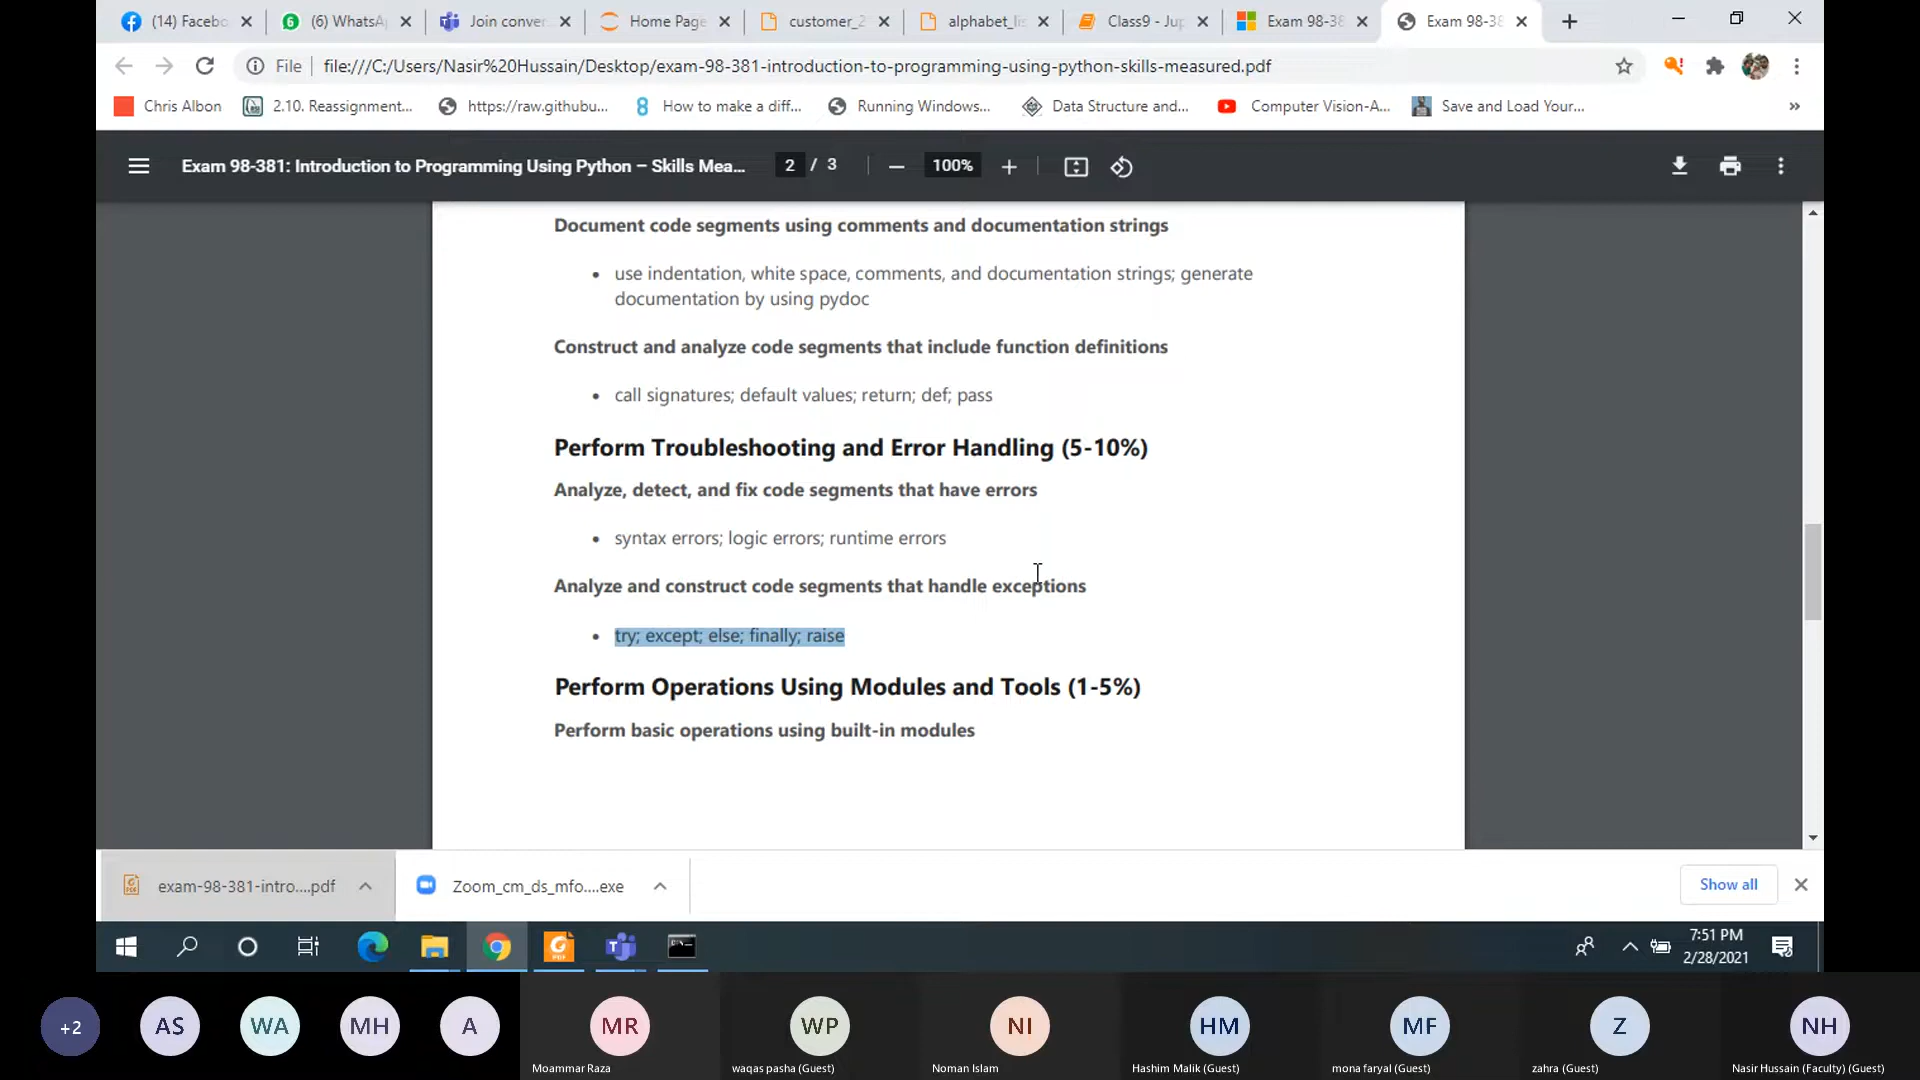 (14) Facebo
(6) WhatsAp
Join conver
Home Page
customer_2
alphabet_lis
Class9 - Jup
Exam 98-38
Exam 98-38
File
file:///C:/Users/Nasir%20Hussain/Desktop/exam-98-381-introduction-to-programming-using-python-skills-measured.pdf
Chris Albon
2.10. Reassignment...
https://raw.githubu...
How to make a diff...
Running Windows...
Data Structure and...
Computer Vision-A...
Save and Load Your...
»
Exam 98-381: Introduction to Programming Using Python – Skills Mea...
2 / 3
100%
Document code segments using comments and documentation strings
• use indentation, white space, comments, and documentation strings; generate
documentation by using pydoc
Construct and analyze code segments that include function definitions
• call signatures; default values; return; def; pass
Perform Troubleshooting and Error Handling (5-10%)
Analyze, detect, and fix code segments that have errors
• syntax errors; logic errors; runtime errors
Analyze and construct code segments that handle exceptions
• try; except; else; finally; raise
Perform Operations Using Modules and Tools (1-5%)
Perform basic operations using built-in modules
exam-98-381-intro....pdf
Zoom_cm_ds_mfo....exe
Show all
7:51 PM
2/28/2021
+2
AS
WA
MH
A
MR
WP
NI
HM
MF
Z
NH
Moammar Raza
waqas pasha (Guest)
Noman Islam
Hashim Malik (Guest)
mona faryal (Guest)
zahra (Guest)
Nasir Hussain (Faculty) (Guest)